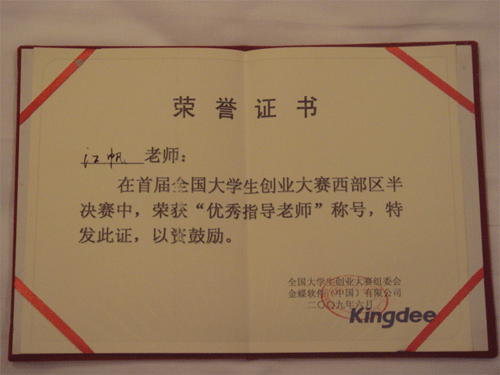 荣誉证书
江帆 老师:
在首届全国大学生创业大赛西部区半
决赛中，荣获“优秀指导老师”称号，特
发此证，以资鼓励。
全国大学生创业大赛组委会
金蝶软件（中国）有限公司
二〇〇九年六月
Kingdee